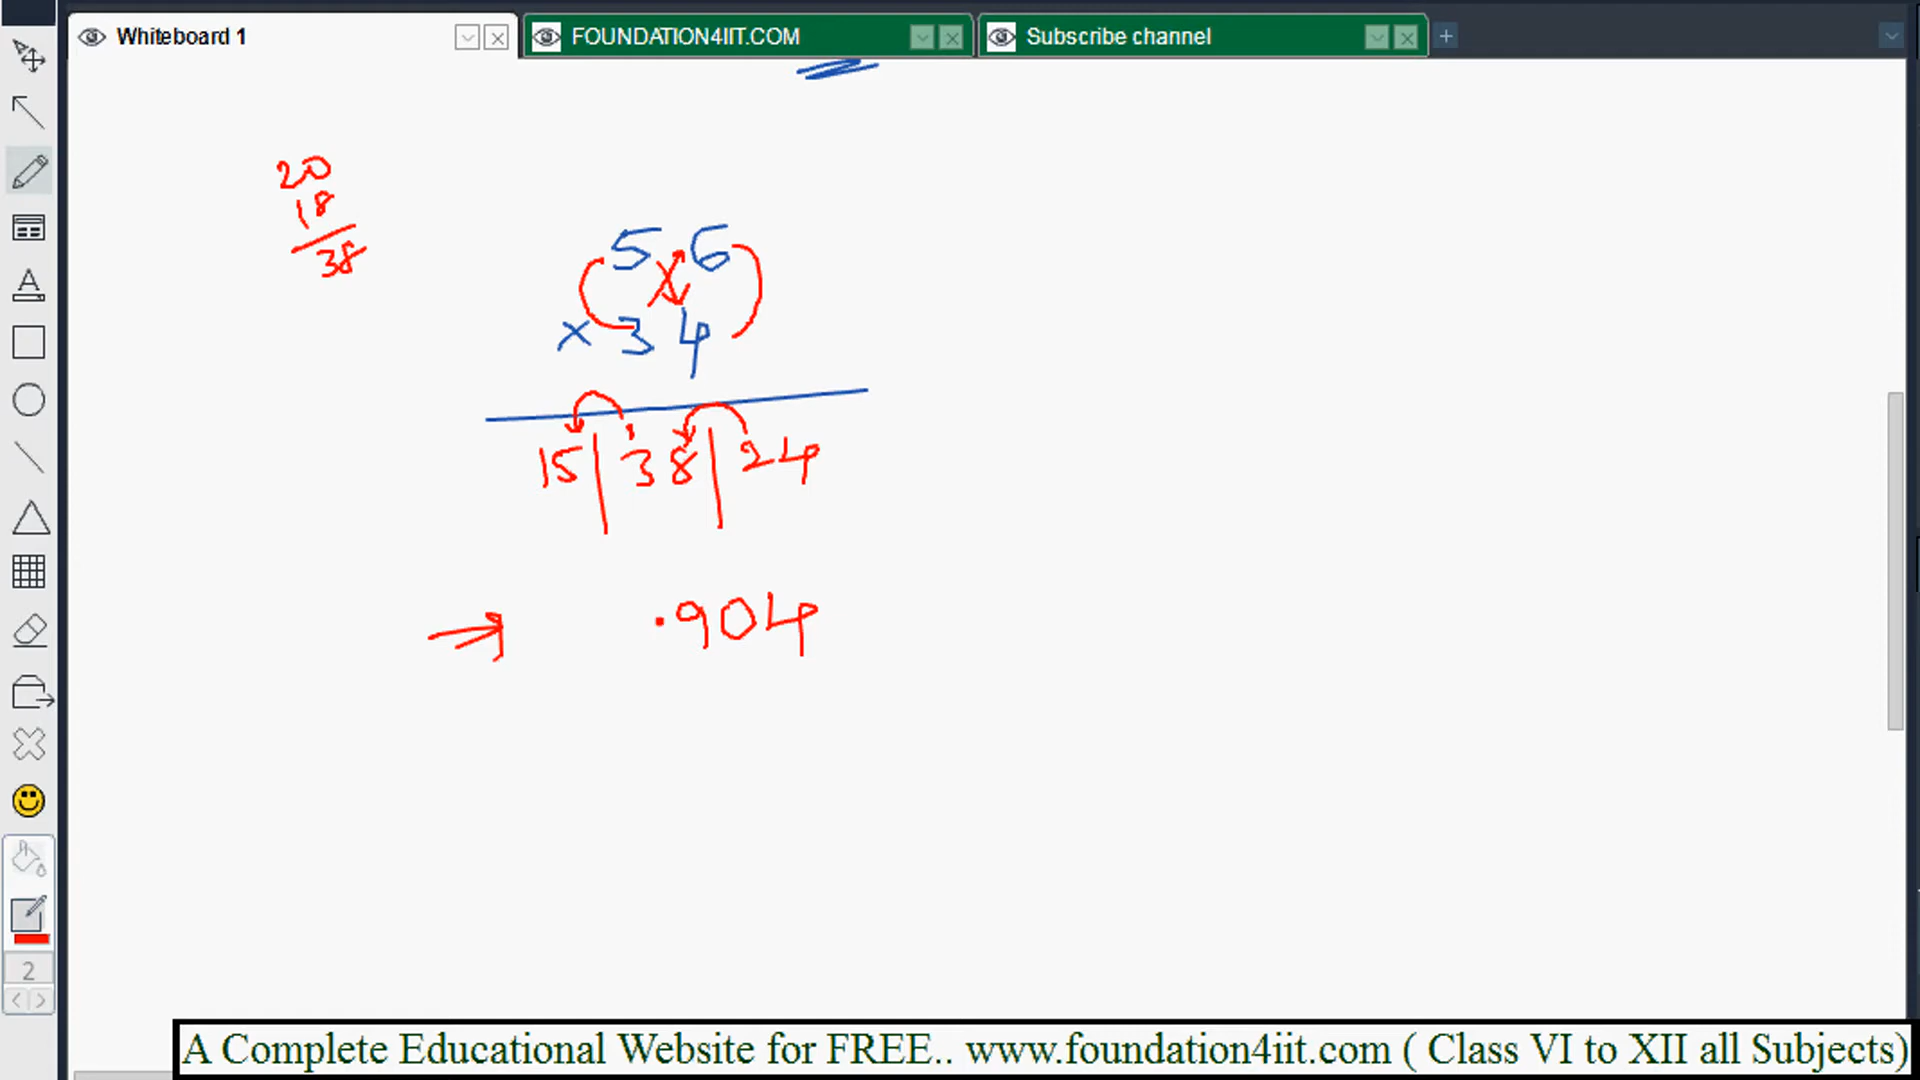 Whiteboard 1
FOUNDATION4IIT.COM
Subscribe channel
20
18
38
56
× 34
15 | 38 | 24
⇒ .904
2
A Complete Educational Website for FREE.. www.foundation4iit.com ( Class VI to XII all Subjects)